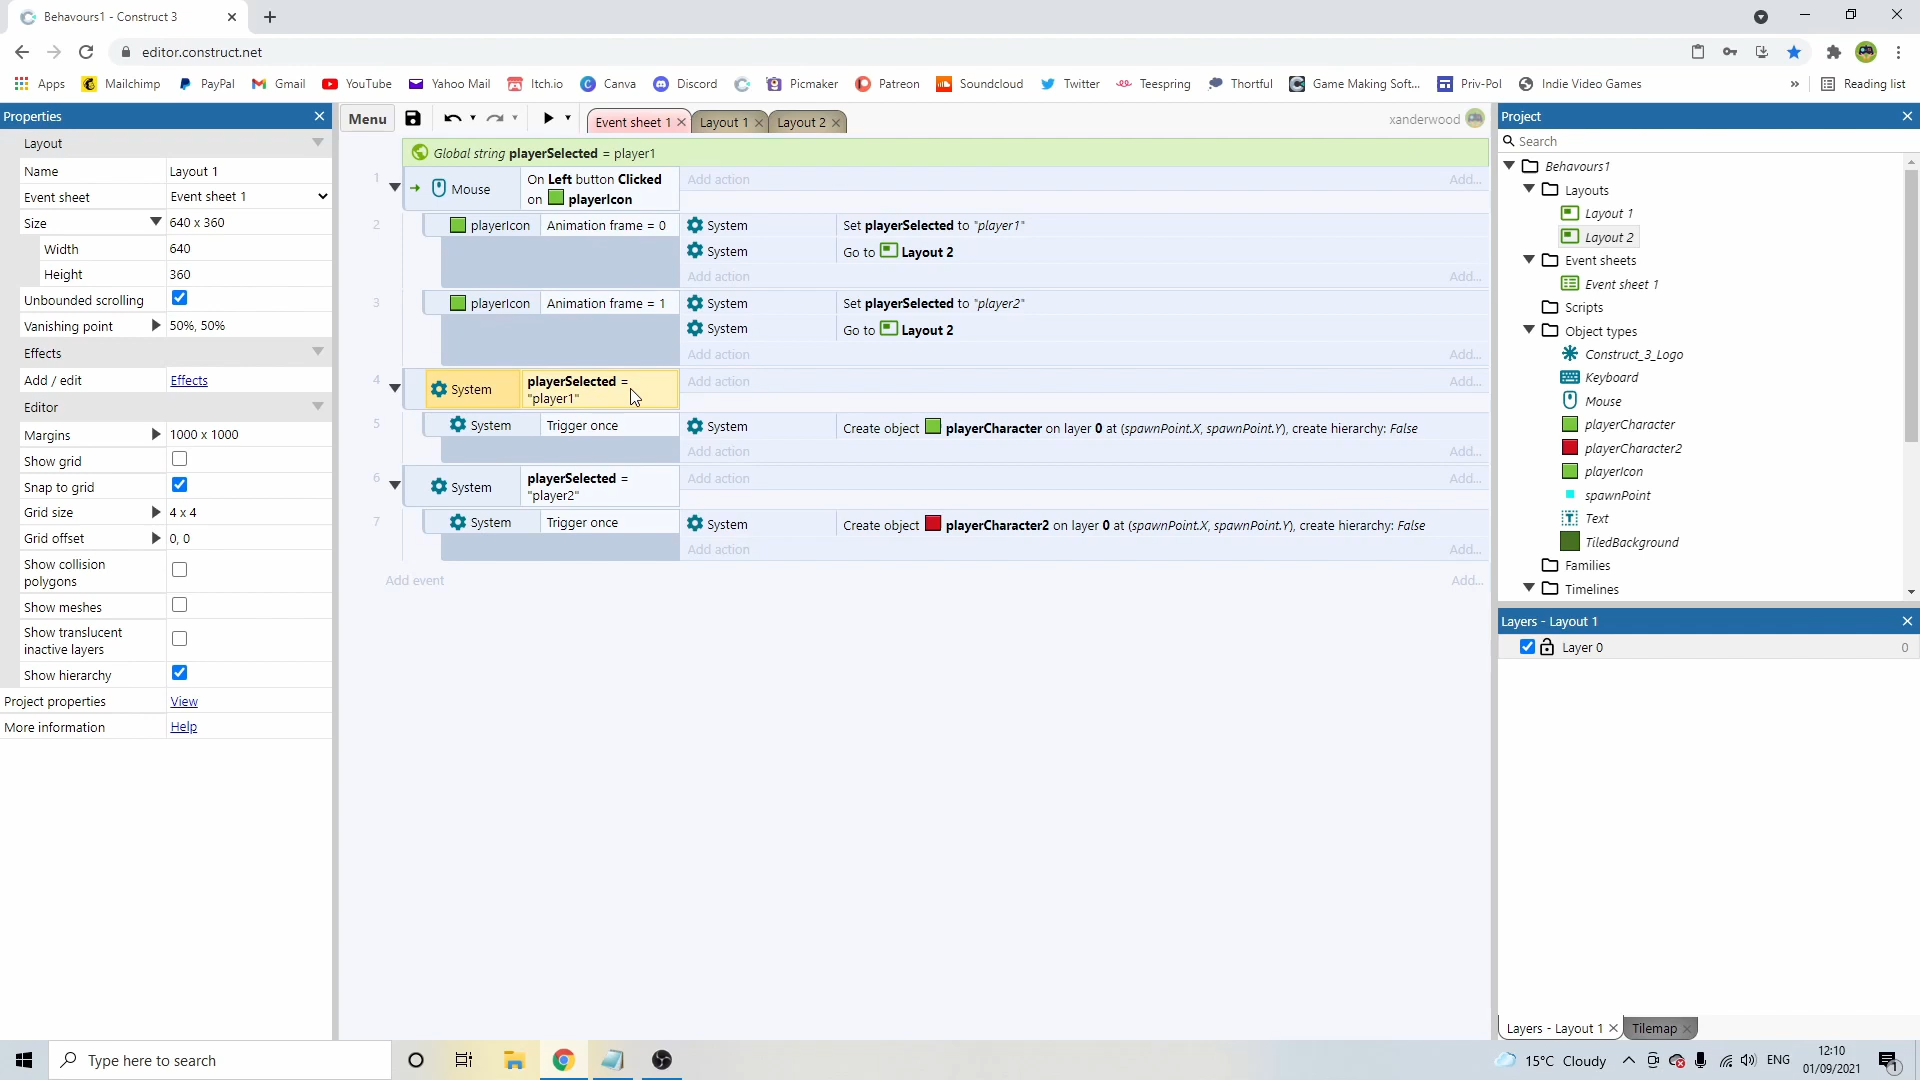 Behavours1 - Construct 3
editor.construct.net
Apps Mailchimp PayPal Gmail YouTube Yahoo Mail Itch.io Canva Discord Picmaker Patreon Soundcloud Twitter Teespring Thortful Game Making Soft... Priv-Pol Indie Video Games » Reading list
Properties
Layout
Name Layout 1
Event sheet Event sheet 1
Size 640 x 360
Width 640
Height 360
Unbounded scrolling
Vanishing point 50%, 50%
Effects
Add / edit Effects
Editor
Margins 1000 x 1000
Show grid
Snap to grid
Grid size 4 x 4
Grid offset 0, 0
Show collision
polygons
Show meshes
Show translucent
inactive layers
Show hierarchy
Project properties View
More information Help
Menu
Event sheet 1 Layout 1 Layout 2
xanderwood
Global string playerSelected = player1
1 Mouse On Left button Clicked
on playerIcon
Add action Add...
2 playerIcon Animation frame = 0 System Set playerSelected to "player1"
System Go to Layout 2
Add action Add...
3 playerIcon Animation frame = 1 System Set playerSelected to "player2"
System Go to Layout 2
Add action Add...
4 System playerSelected =
"player1"
Add action Add...
5 System Trigger once System Create object playerCharacter on layer 0 at (spawnPoint.X, spawnPoint.Y), create hierarchy: False
Add action Add...
6 System playerSelected =
"player2"
Add action Add...
7 System Trigger once System Create object playerCharacter2 on layer 0 at (spawnPoint.X, spawnPoint.Y), create hierarchy: False
Add action Add...
Add event Add...
Project
Search
Behavours1
Layouts
Layout 1
Layout 2
Event sheets
Event sheet 1
Scripts
Object types
Construct_3_Logo
Keyboard
Mouse
playerCharacter
playerCharacter2
playerIcon
spawnPoint
Text
TiledBackground
Families
Timelines
Layers - Layout 1
Layer 0 0
Layers - Layout 1 Tilemap
Type here to search
15°C Cloudy
ENG
12:10
01/09/2021
1